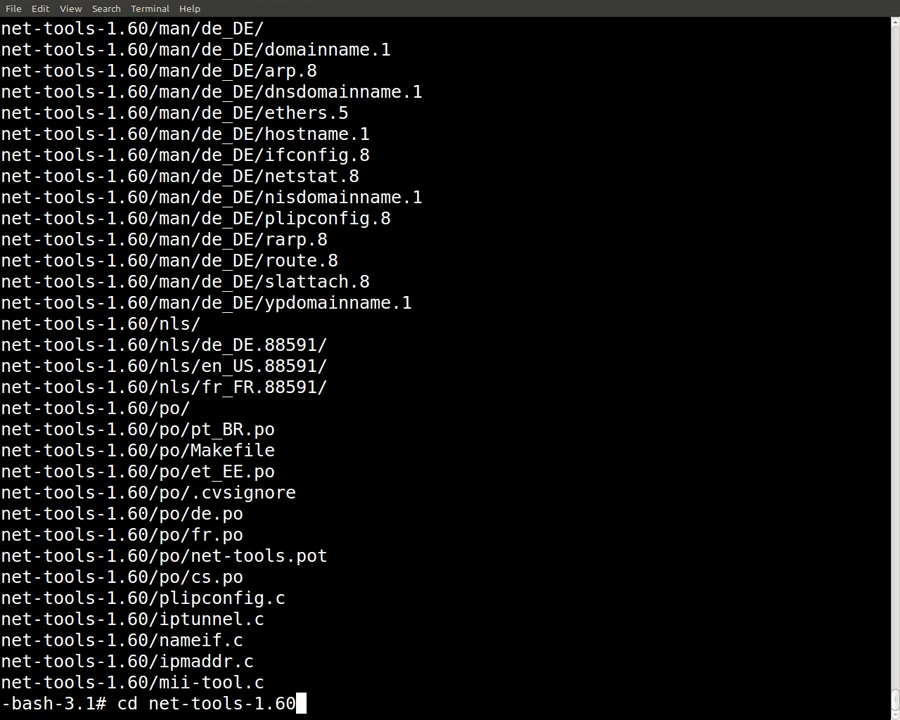 File Edit View Search Terminal Help
net-tools-1.60/man/de_DE/
net-tools-1.60/man/de_DE/domainname.1
net-tools-1.60/man/de_DE/arp.8
net-tools-1.60/man/de_DE/dnsdomainname.1
net-tools-1.60/man/de_DE/ethers.5
net-tools-1.60/man/de_DE/hostname.1
net-tools-1.60/man/de_DE/ifconfig.8
net-tools-1.60/man/de_DE/netstat.8
net-tools-1.60/man/de_DE/nisdomainname.1
net-tools-1.60/man/de_DE/plipconfig.8
net-tools-1.60/man/de_DE/rarp.8
net-tools-1.60/man/de_DE/route.8
net-tools-1.60/man/de_DE/slattach.8
net-tools-1.60/man/de_DE/ypdomainname.1
net-tools-1.60/nls/
net-tools-1.60/nls/de_DE.88591/
net-tools-1.60/nls/en_US.88591/
net-tools-1.60/nls/fr_FR.88591/
net-tools-1.60/po/
net-tools-1.60/po/pt_BR.po
net-tools-1.60/po/Makefile
net-tools-1.60/po/et_EE.po
net-tools-1.60/po/.cvsignore
net-tools-1.60/po/de.po
net-tools-1.60/po/fr.po
net-tools-1.60/po/net-tools.pot
net-tools-1.60/po/cs.po
net-tools-1.60/plipconfig.c
net-tools-1.60/iptunnel.c
net-tools-1.60/nameif.c
net-tools-1.60/ipmaddr.c
net-tools-1.60/mii-tool.c
-bash-3.1# cd net-tools-1.60